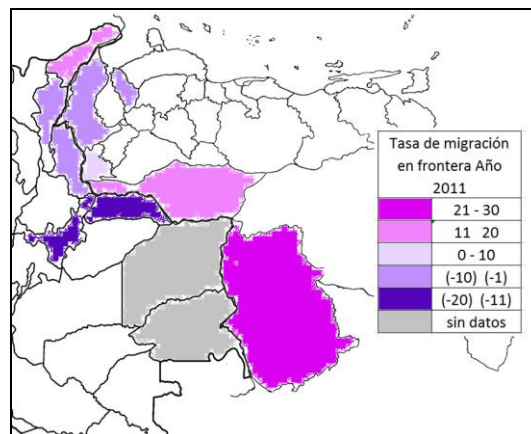 Tasa de migración
en frontera Año
2011
21 - 30
11 20
0 - 10
(-10) (-1)
(-20) (-11)
sin datos